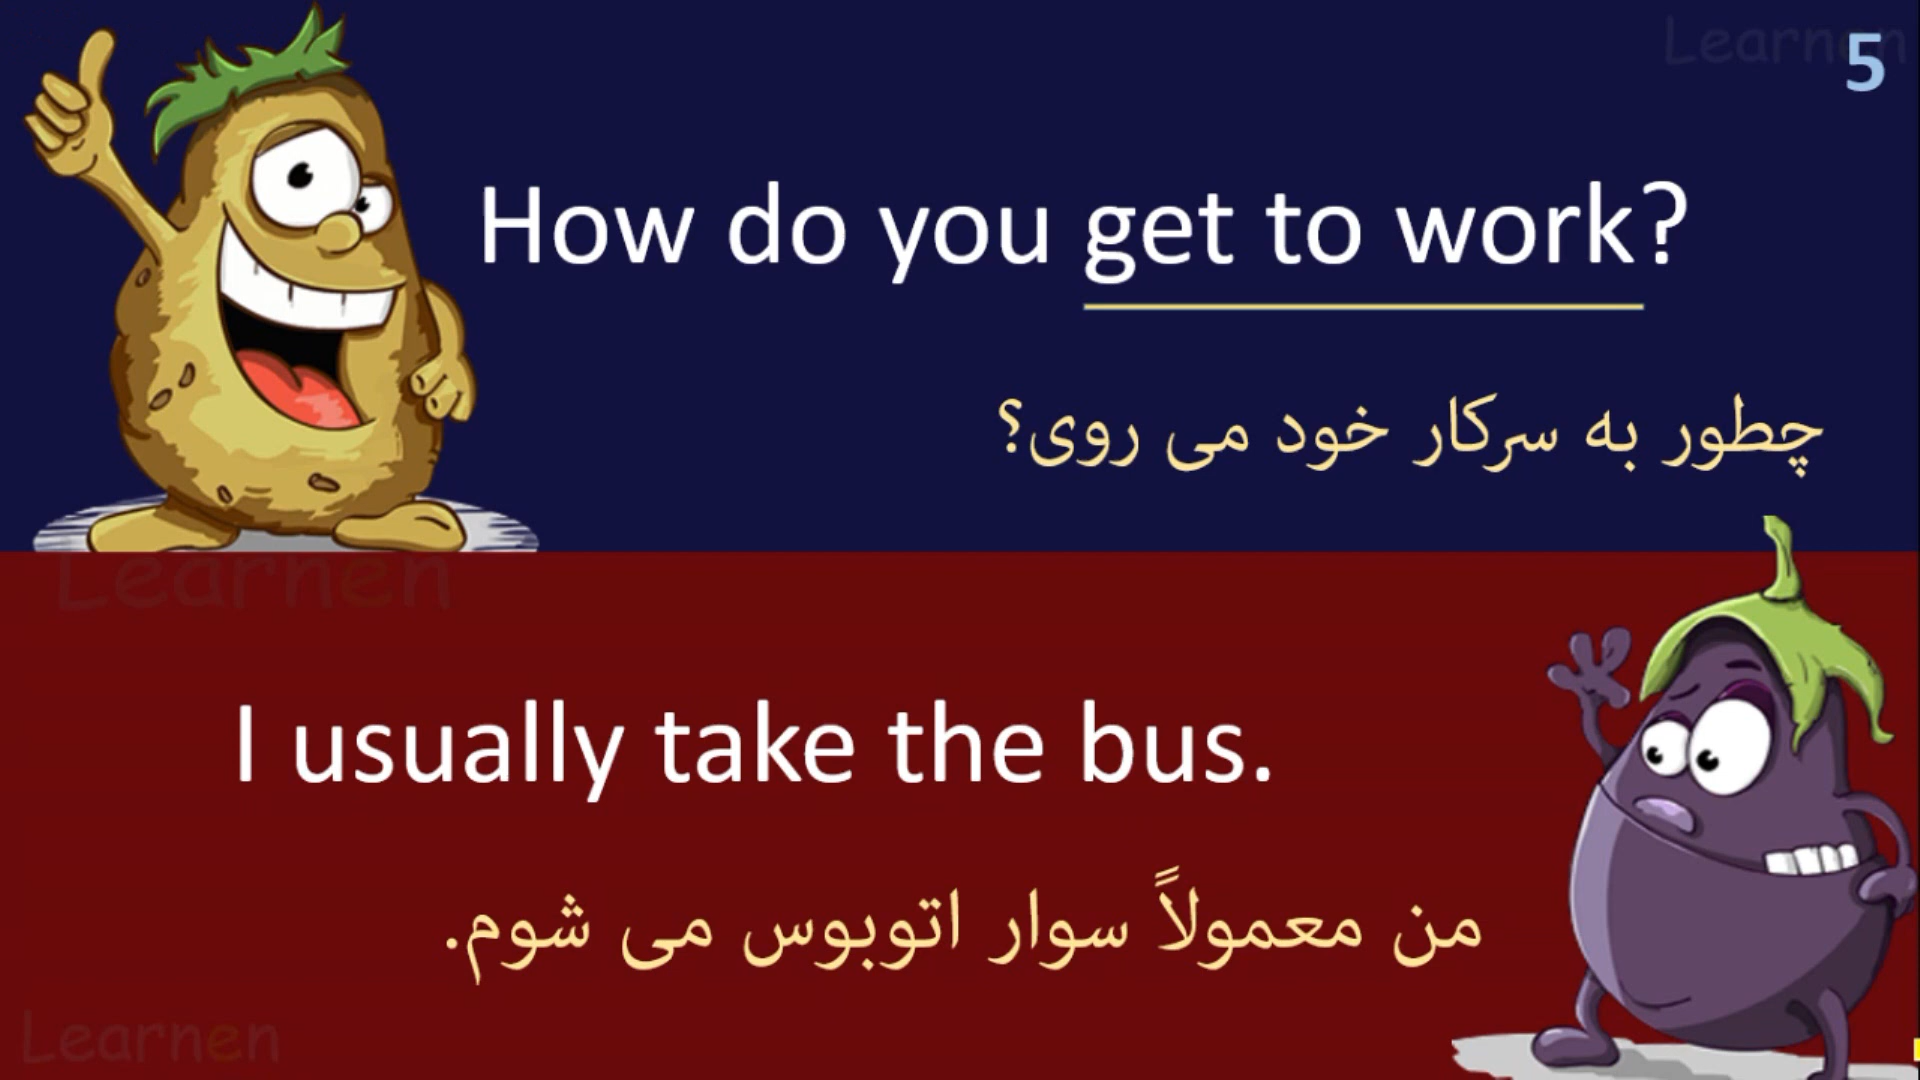 Learnen
5
How do you get to work?
چطور به سرکار خود می روی؟
Learnen
I usually take the bus.
من معمولاً سوار اتوبوس می شوم.
Learnen